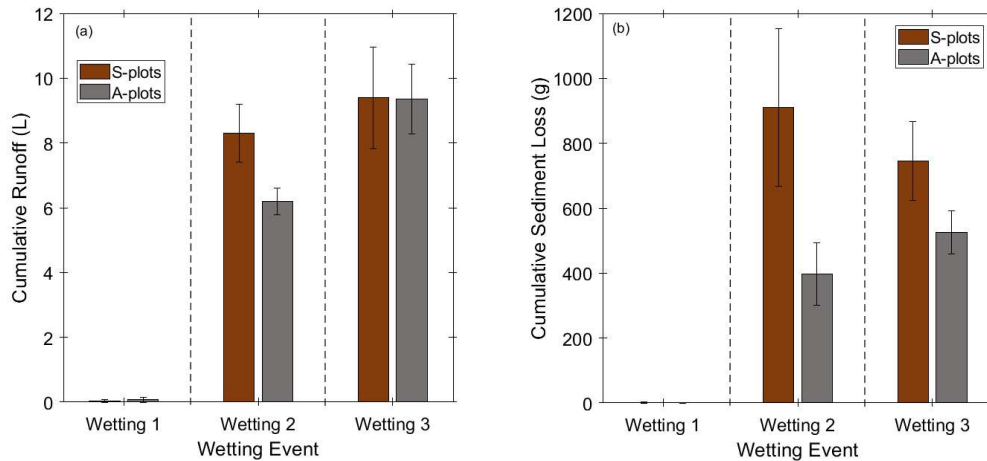 (a)
S-plots
A-plots
12
10
8
6
4
2
0
Cumulative Runoff (L)
Wetting 1
Wetting 2
Wetting 3
Wetting Event
(b)
S-plots
A-plots
1200
1000
800
600
400
200
0
Cumulative Sediment Loss (g)
Wetting 1
Wetting 2
Wetting 3
Wetting Event